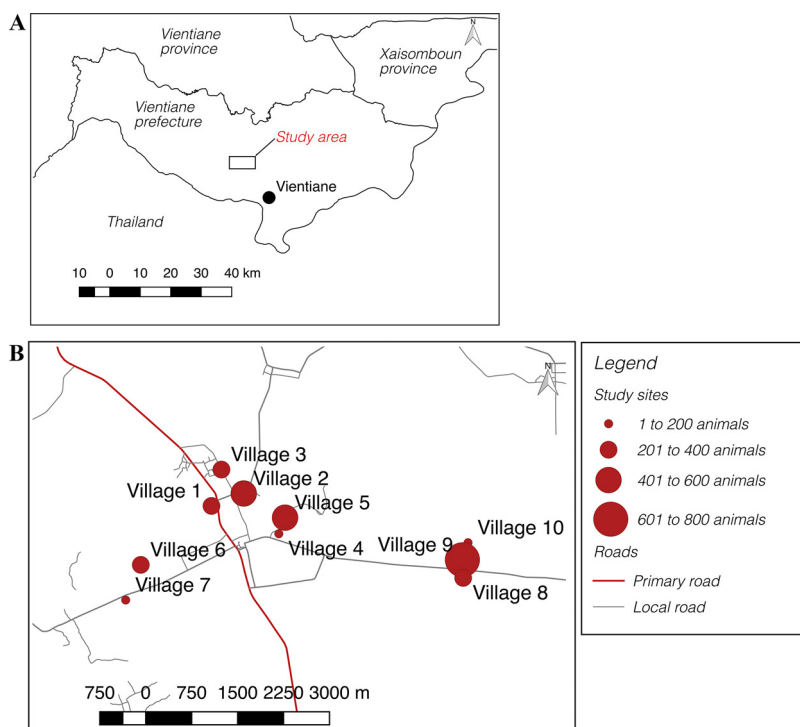 A
N
Vientiane
province
Xaisomboun
province
Vientiane
prefecture
Study area
Vientiane
Thailand
10 0 10 20 30 40 km
B
N
Village 3
Village 2
Village 1
Village 5
Village 10
Village 9
Village 4
Village 6
Village 7
Village 8
750 0 750 1500 2250 3000 m
Legend
Study sites
1 to 200 animals
201 to 400 animals
401 to 600 animals
601 to 800 animals
Roads
Primary road
Local road